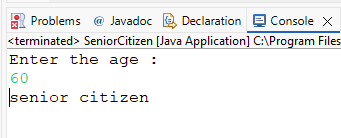 Problems @ Javadoc Declaration Console
<terminated> SeniorCitizen [Java Application] C:\Program Files
Enter the age :
60
senior citizen